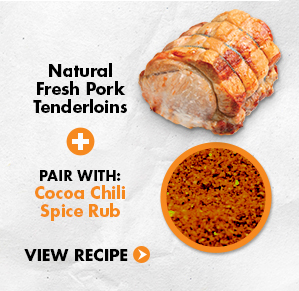 Natural
Fresh Pork
Tenderloins
PAIR WITH:
Cocoa Chili
Spice Rub
VIEW RECIPE